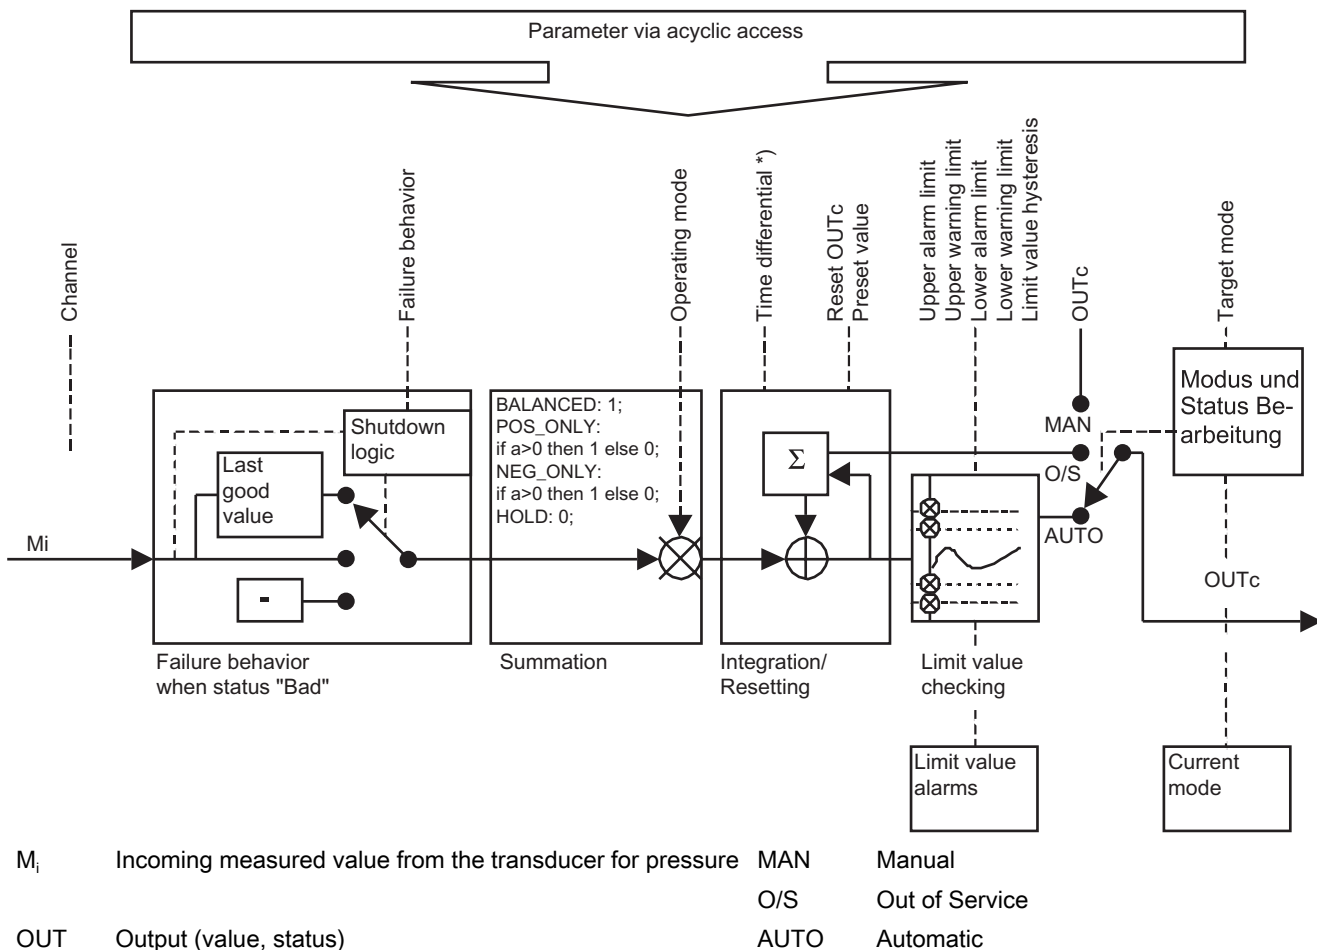 Parameter via acyclic access
Channel
Failure behavior
Operating mode
Time differential *)
Reset OUTc
Preset value
Upper alarm limit
Upper warning limit
Lower alarm limit
Lower warning limit
Limit value hysteresis
OUTc
Target mode
Mi
Shutdown
logic
Last
good
value
-
BALANCED: 1;
POS_ONLY:
if a>0 then 1 else 0;
NEG_ONLY:
if a>0 then 1 else 0;
HOLD: 0;
Σ
MAN
O/S
AUTO
Modus und
Status Be-
arbeitung
OUTc
Failure behavior
when status "Bad"
Summation
Integration/
Resetting
Limit value
checking
Limit value
alarms
Current
mode
Mi Incoming measured value from the transducer for pressure MAN Manual
O/S Out of Service
OUT Output (value, status) AUTO Automatic